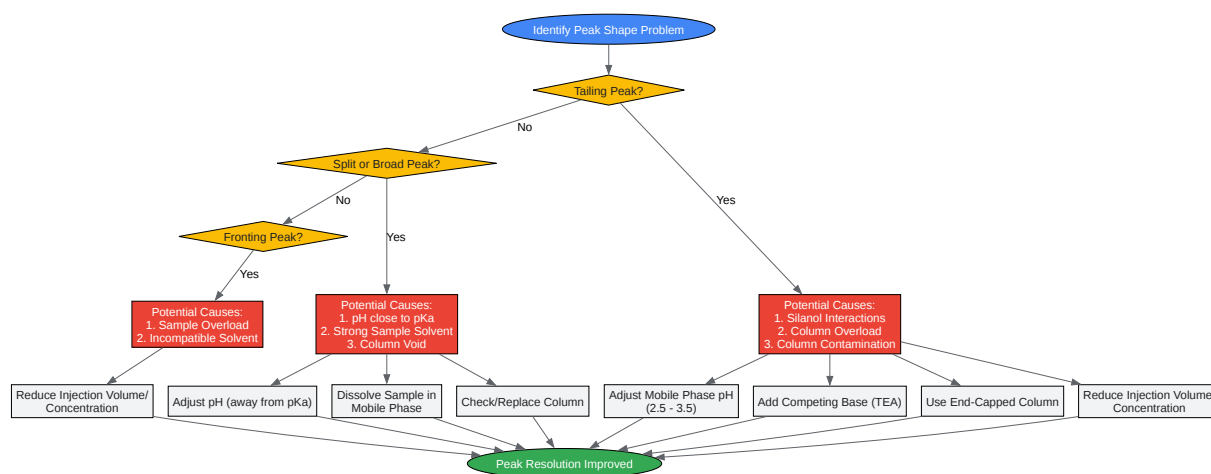 Identify Peak Shape Problem
Tailing Peak?
No
Split or Broad Peak?
No
Yes
Fronting Peak?
Yes
Yes
Potential Causes:
1. Sample Overload
2. Incompatible Solvent
Potential Causes:
1. pH close to pKa
2. Strong Sample Solvent
3. Column Void
Potential Causes:
1. Silanol Interactions
2. Column Overload
3. Column Contamination
Reduce Injection Volume/
Concentration
Adjust pH (away from pKa)
Dissolve Sample in
Mobile Phase
Check/Replace Column
Adjust Mobile Phase pH
(2.5 - 3.5)
Add Competing Base (TEA)
Use End-Capped Column
Reduce Injection Volume/
Concentration
Peak Resolution Improved